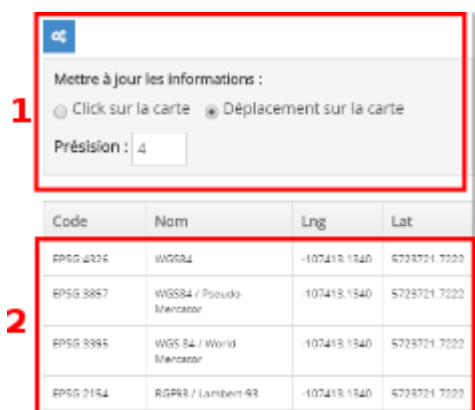 Mettre à jour les informations :
1
Click sur la carte Déplacement sur la carte
Présision : 4
Code Nom Lng Lat
EPSG:4326 WGS84 -107413.1340 5723721.7222
EPSG:3857 WGS84 / Pseudo-
Mercator -107413.1340 5723721.7222
2
EPSG:3395 WGS 84 / World
Mercator -107413.1340 5723721.7222
EPSG:2154 RGF93 / Lambert-93 -107413.1340 5723721.7222